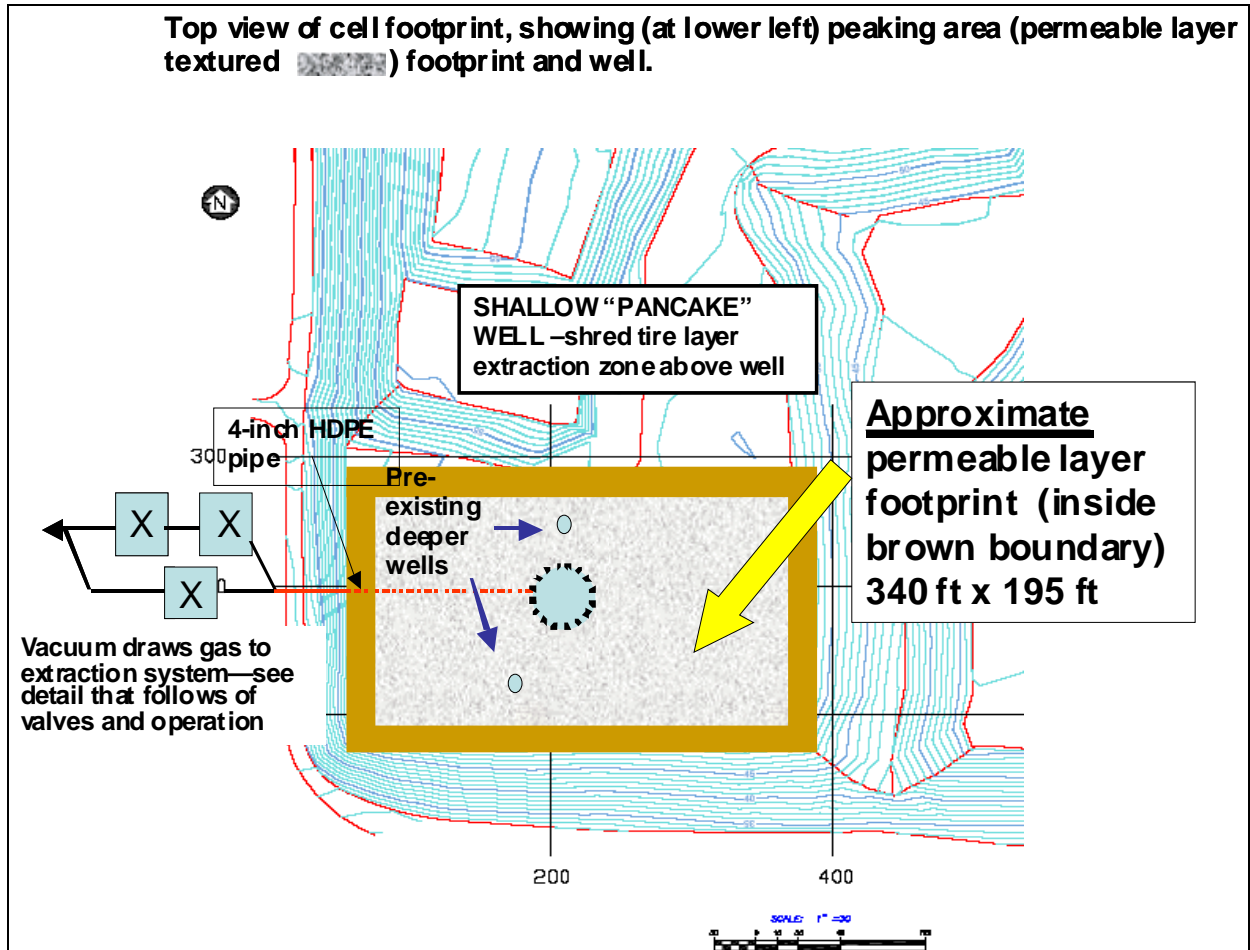 Top view of cell footprint, showing (at lower left) peaking area (permeable layer
textured ) footprint and well.
N
SHALLOW “PANCAKE”
WELL –shred tire layer
extraction zone above well
4-inch HDPE
pipe
300
Pre-
existing
deeper
wells
Approximate
permeable layer
footprint (inside
brown boundary)
340 ft x 195 ft
X X
X
Vacuum draws gas to
extraction system—see
detail that follows of
valves and operation
200 400
SCALE: 1" =30